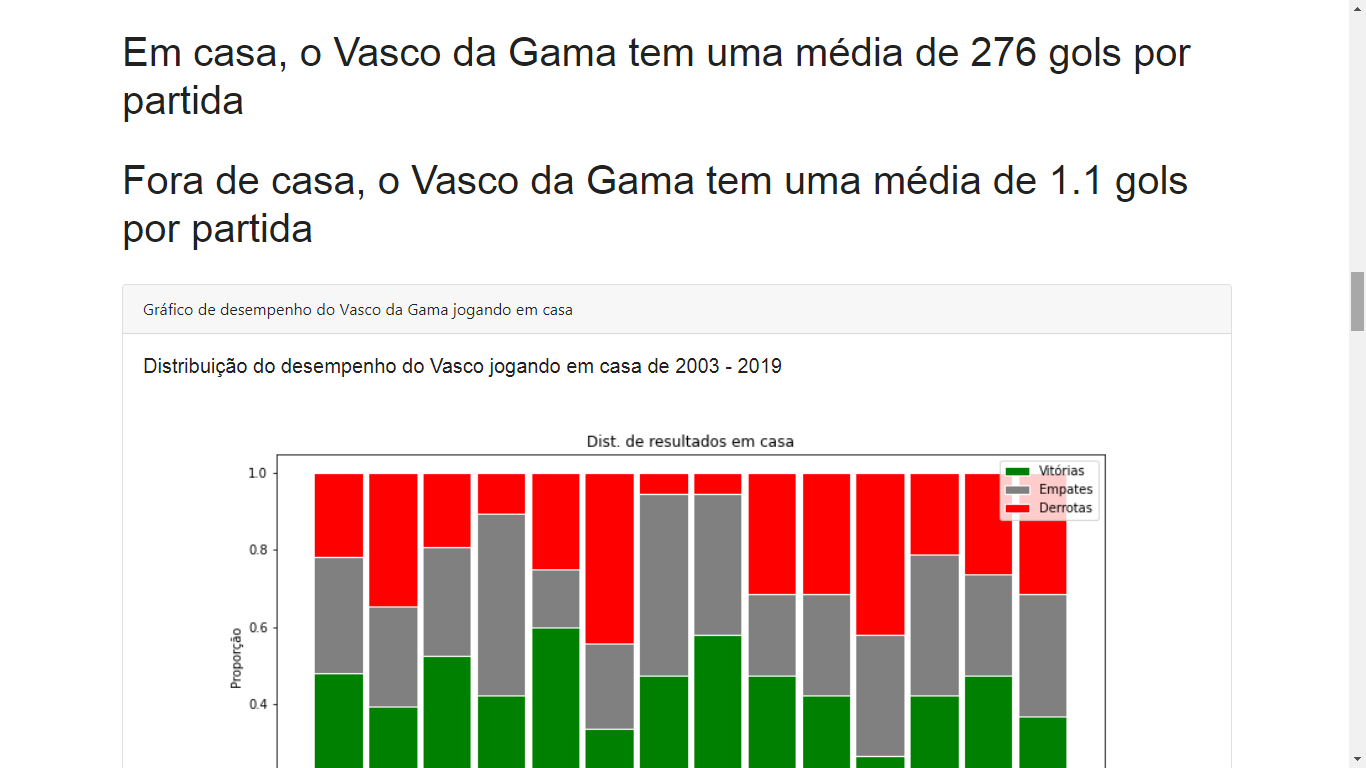 Em casa, o Vasco da Gama tem uma média de 276 gols por
partida
Fora de casa, o Vasco da Gama tem uma média de 1.1 gols
por partida
Gráfico de desempenho do Vasco da Gama jogando em casa
Distribuição do desempenho do Vasco jogando em casa de 2003 - 2019
Dist. de resultados em casa
Vitórias
Empates
Derrotas
1.0
0.8
0.6
0.4
Proporção